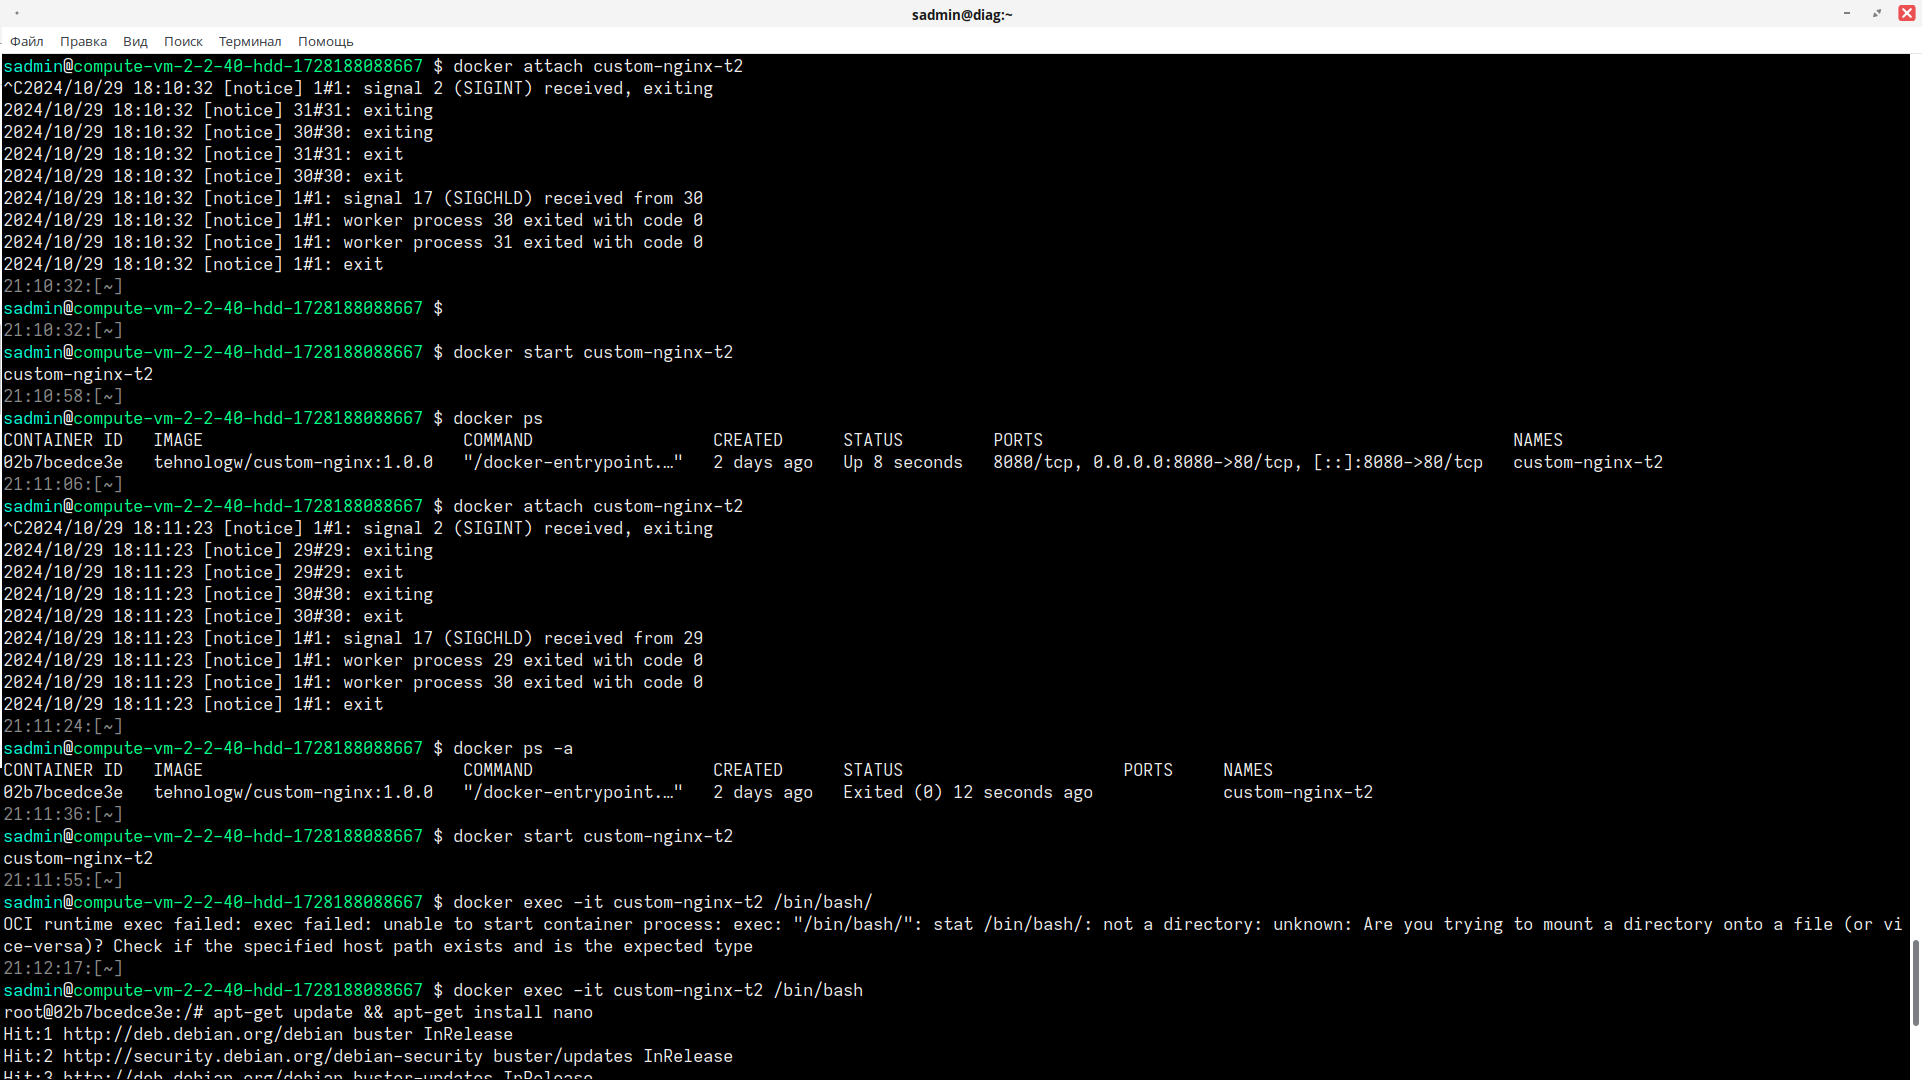 sadmin@diag:~
Файл Правка Вид Поиск Терминал Помощь
sadmin@compute-vm-2-2-40-hdd-1728188088667 $ docker attach custom-nginx-t2
^C2024/10/29 18:10:32 [notice] 1#1: signal 2 (SIGINT) received, exiting
2024/10/29 18:10:32 [notice] 31#31: exiting
2024/10/29 18:10:32 [notice] 30#30: exiting
2024/10/29 18:10:32 [notice] 31#31: exit
2024/10/29 18:10:32 [notice] 30#30: exit
2024/10/29 18:10:32 [notice] 1#1: signal 17 (SIGCHLD) received from 30
2024/10/29 18:10:32 [notice] 1#1: worker process 30 exited with code 0
2024/10/29 18:10:32 [notice] 1#1: worker process 31 exited with code 0
2024/10/29 18:10:32 [notice] 1#1: exit
21:10:32:[~]
sadmin@compute-vm-2-2-40-hdd-1728188088667 $
21:10:32:[~]
sadmin@compute-vm-2-2-40-hdd-1728188088667 $ docker start custom-nginx-t2
custom-nginx-t2
21:10:58:[~]
sadmin@compute-vm-2-2-40-hdd-1728188088667 $ docker ps
CONTAINER ID   IMAGE                          COMMAND                  CREATED      STATUS         PORTS                                               NAMES
02b7bcedce3e   tehnologw/custom-nginx:1.0.0   "/docker-entrypoint.…"   2 days ago   Up 8 seconds   8080/tcp, 0.0.0.0:8080->80/tcp, [::]:8080->80/tcp   custom-nginx-t2
21:11:06:[~]
sadmin@compute-vm-2-2-40-hdd-1728188088667 $ docker attach custom-nginx-t2
^C2024/10/29 18:11:23 [notice] 1#1: signal 2 (SIGINT) received, exiting
2024/10/29 18:11:23 [notice] 29#29: exiting
2024/10/29 18:11:23 [notice] 29#29: exit
2024/10/29 18:11:23 [notice] 30#30: exiting
2024/10/29 18:11:23 [notice] 30#30: exit
2024/10/29 18:11:23 [notice] 1#1: signal 17 (SIGCHLD) received from 29
2024/10/29 18:11:23 [notice] 1#1: worker process 29 exited with code 0
2024/10/29 18:11:23 [notice] 1#1: worker process 30 exited with code 0
2024/10/29 18:11:23 [notice] 1#1: exit
21:11:24:[~]
sadmin@compute-vm-2-2-40-hdd-1728188088667 $ docker ps -a
CONTAINER ID   IMAGE                          COMMAND                  CREATED      STATUS                      PORTS     NAMES
02b7bcedce3e   tehnologw/custom-nginx:1.0.0   "/docker-entrypoint.…"   2 days ago   Exited (0) 12 seconds ago             custom-nginx-t2
21:11:36:[~]
sadmin@compute-vm-2-2-40-hdd-1728188088667 $ docker start custom-nginx-t2
custom-nginx-t2
21:11:55:[~]
sadmin@compute-vm-2-2-40-hdd-1728188088667 $ docker exec -it custom-nginx-t2 /bin/bash/
OCI runtime exec failed: exec failed: unable to start container process: exec: "/bin/bash/": stat /bin/bash/: not a directory: unknown: Are you trying to mount a directory onto a file (or vi
ce-versa)? Check if the specified host path exists and is the expected type
21:12:17:[~]
sadmin@compute-vm-2-2-40-hdd-1728188088667 $ docker exec -it custom-nginx-t2 /bin/bash
root@02b7bcedce3e:/# apt-get update && apt-get install nano
Hit:1 http://deb.debian.org/debian buster InRelease
Hit:2 http://security.debian.org/debian-security buster/updates InRelease
Hit:3 http://deb.debian.org/debian buster-updates InRelease